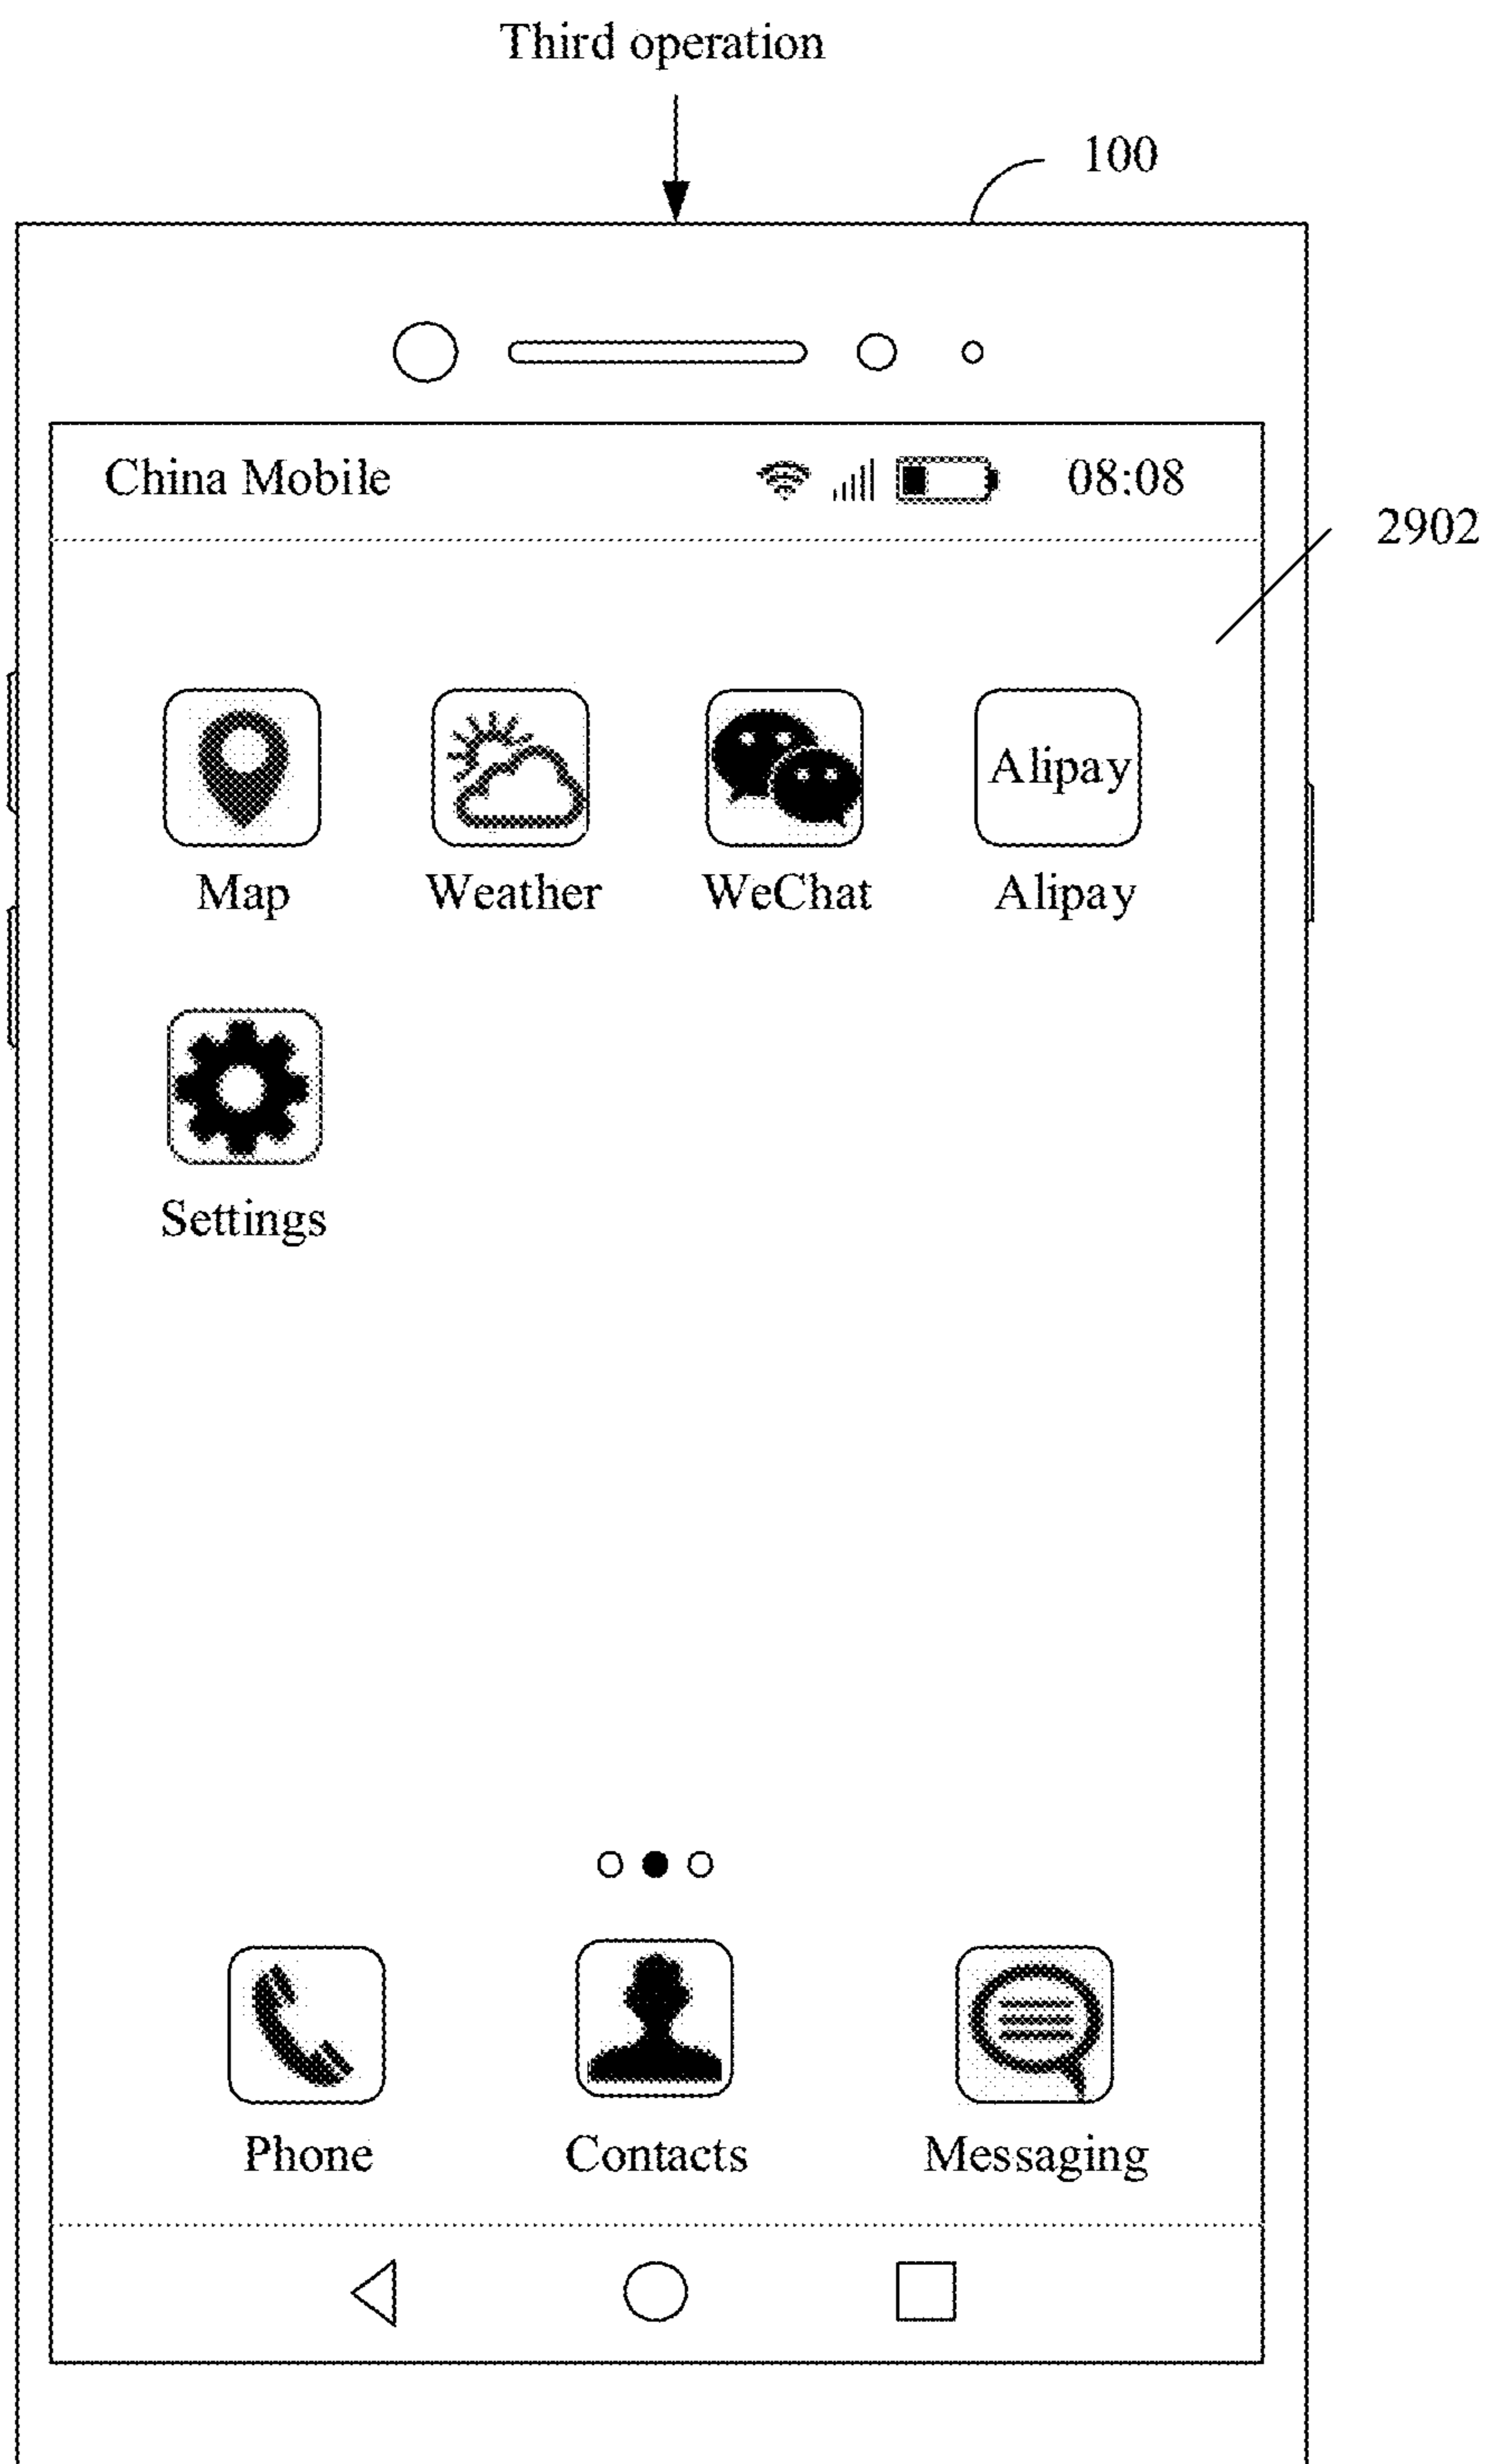 Third operation
100
China Mobile 08:08
2902
Alipay
Map Weather WeChat Alipay
Settings
Phone Contacts Messaging